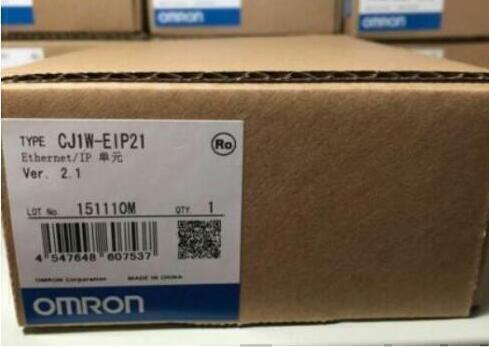 OMRON
TYPE CJ1W-EIP21
Ro
Ethernet/IP 单元
Ver. 2.1
LOT No. 151110M QTY. 1
4 547648 607537
OMRON Corporation MADE IN CHINA
OMRON